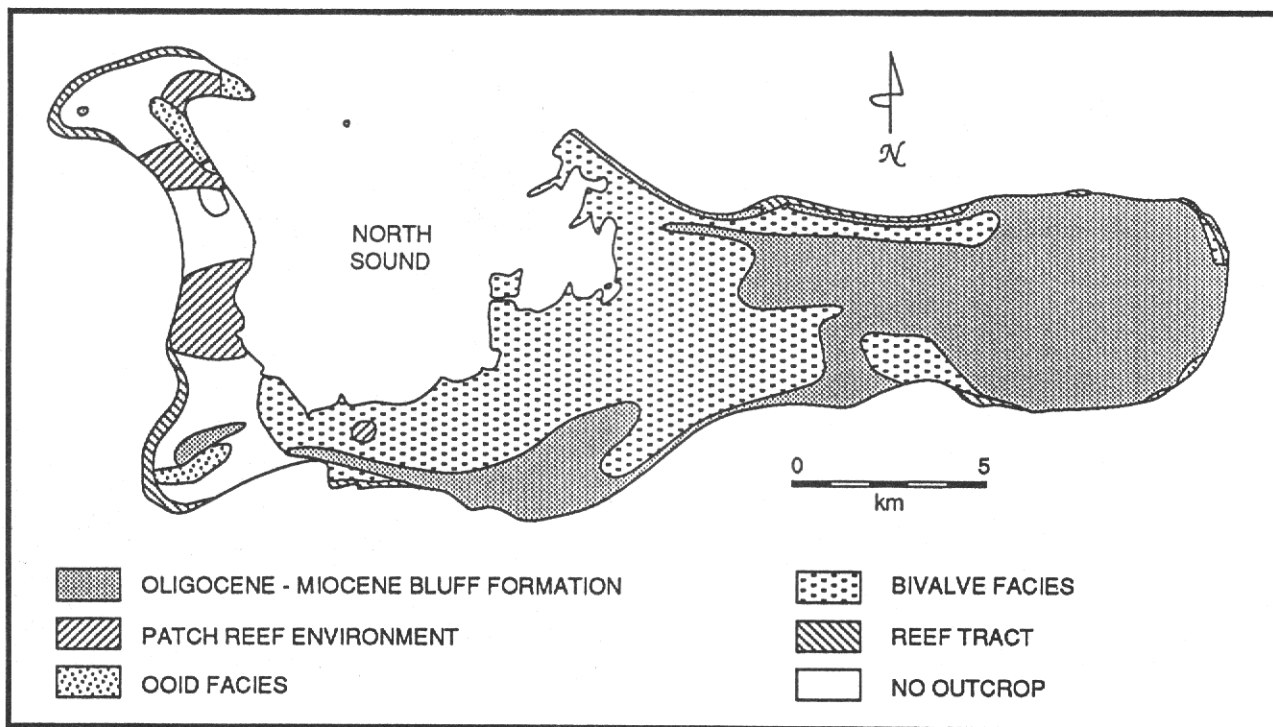 N
NORTH
SOUND
0 5
km
OLIGOCENE - MIOCENE BLUFF FORMATION
PATCH REEF ENVIRONMENT
OOID FACIES
BIVALVE FACIES
REEF TRACT
NO OUTCROP